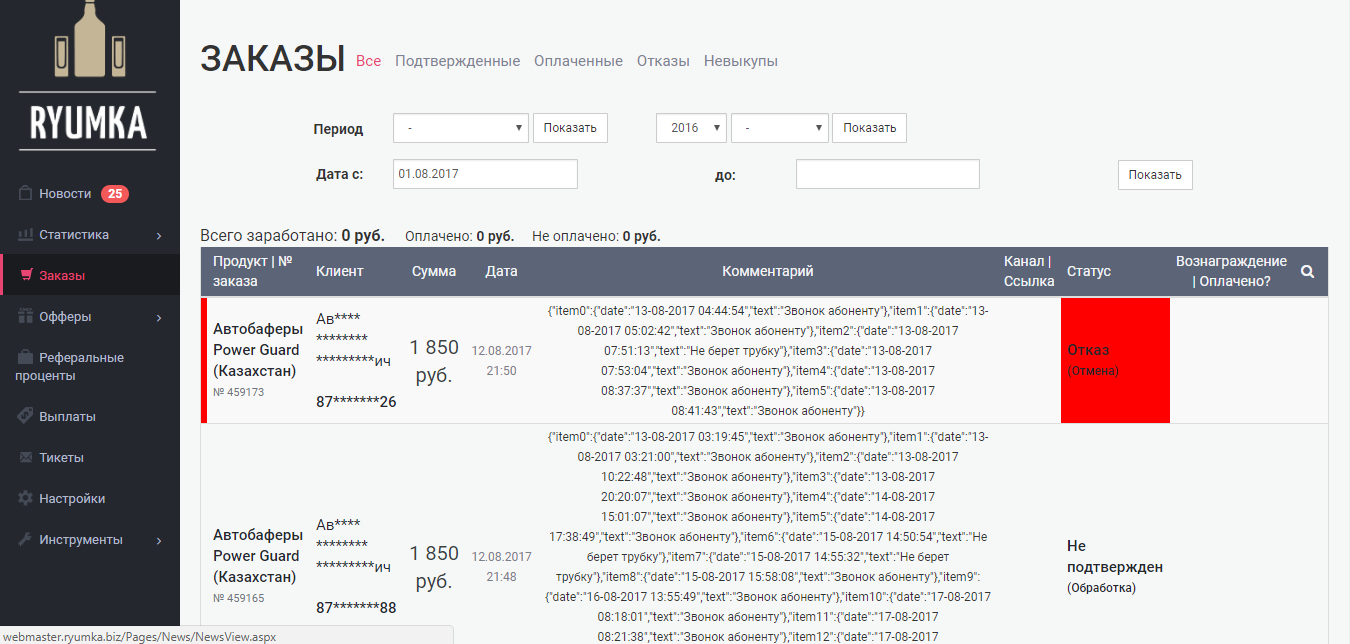 RYUMKA
Новости 25
Статистика
Заказы
Офферы
Реферальные
проценты
Выплаты
Тикеты
Настройки
Инструменты
ЗАКАЗЫ Все Подтвержденные Оплаченные Отказы Невыкупы
Период - Показать 2016 - Показать
Дата с: 01.08.2017 до: Показать
Всего заработано: 0 руб. Оплачено: 0 руб. Не оплачено: 0 руб.
Продукт | №
заказа
Клиент
Сумма
Дата
Комментарий
Канал |
Ссылка
Статус
Вознаграждение
| Оплачено?
Автобаферы
Power Guard
(Казахстан)
№ 459173
Ав****
********
*********ич
87*******26
1 850
руб.
12.08.2017
21:50
{"item0":{"date":"13-08-2017 04:44:54","text":"Звонок абоненту"},"item1":{"date":"13-
08-2017 05:02:42","text":"Звонок абоненту"},"item2":{"date":"13-08-2017
07:51:13","text":"Не берет трубку"},"item3":{"date":"13-08-2017
07:53:04","text":"Звонок абоненту"},"item4":{"date":"13-08-2017
08:37:37","text":"Звонок абоненту"},"item5":{"date":"13-08-2017
08:41:43","text":"Звонок абоненту"}}
Отказ
(Отмена)
Автобаферы
Power Guard
(Казахстан)
№ 459165
Ав****
********
*********ич
87*******88
1 850
руб.
12.08.2017
21:48
{"item0":{"date":"13-08-2017 03:19:45","text":"Звонок абоненту"},"item1":{"date":"13-
08-2017 03:21:00","text":"Звонок абоненту"},"item2":{"date":"13-08-2017
10:22:48","text":"Звонок абоненту"},"item3":{"date":"13-08-2017
20:20:07","text":"Звонок абоненту"},"item4":{"date":"14-08-2017
15:01:07","text":"Звонок абоненту"},"item5":{"date":"14-08-2017
17:38:49","text":"Звонок абоненту"},"item6":{"date":"15-08-2017 14:50:54","text":"Не
берет трубку"},"item7":{"date":"15-08-2017 14:55:32","text":"Не берет
трубку"},"item8":{"date":"15-08-2017 15:58:08","text":"Звонок абоненту"},"item9":
{"date":"16-08-2017 13:55:49","text":"Звонок абоненту"},"item10":{"date":"17-08-2017
08:18:01","text":"Звонок абоненту"},"item11":{"date":"17-08-2017
08:21:38","text":"Звонок абоненту"},"item12":{"date":"17-08-2017
Не
подтвержден
(Обработка)
webmaster.ryumka.biz/Pages/News/NewsView.aspx